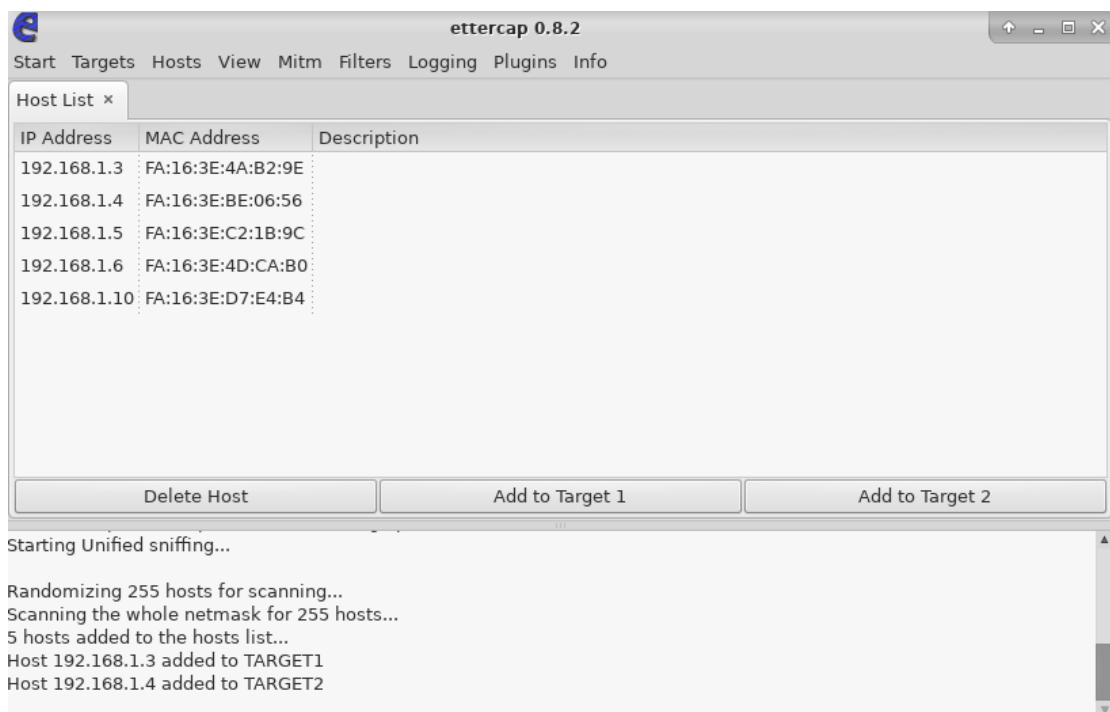 ettercap 0.8.2
Start Targets Hosts View Mitm Filters Logging Plugins Info
Host List ×
IP Address MAC Address Description
192.168.1.3 FA:16:3E:4A:B2:9E
192.168.1.4 FA:16:3E:BE:06:56
192.168.1.5 FA:16:3E:C2:1B:9C
192.168.1.6 FA:16:3E:4D:CA:B0
192.168.1.10 FA:16:3E:D7:E4:B4
Delete Host Add to Target 1 Add to Target 2
Starting Unified sniffing...
Randomizing 255 hosts for scanning...
Scanning the whole netmask for 255 hosts...
5 hosts added to the hosts list...
Host 192.168.1.3 added to TARGET1
Host 192.168.1.4 added to TARGET2